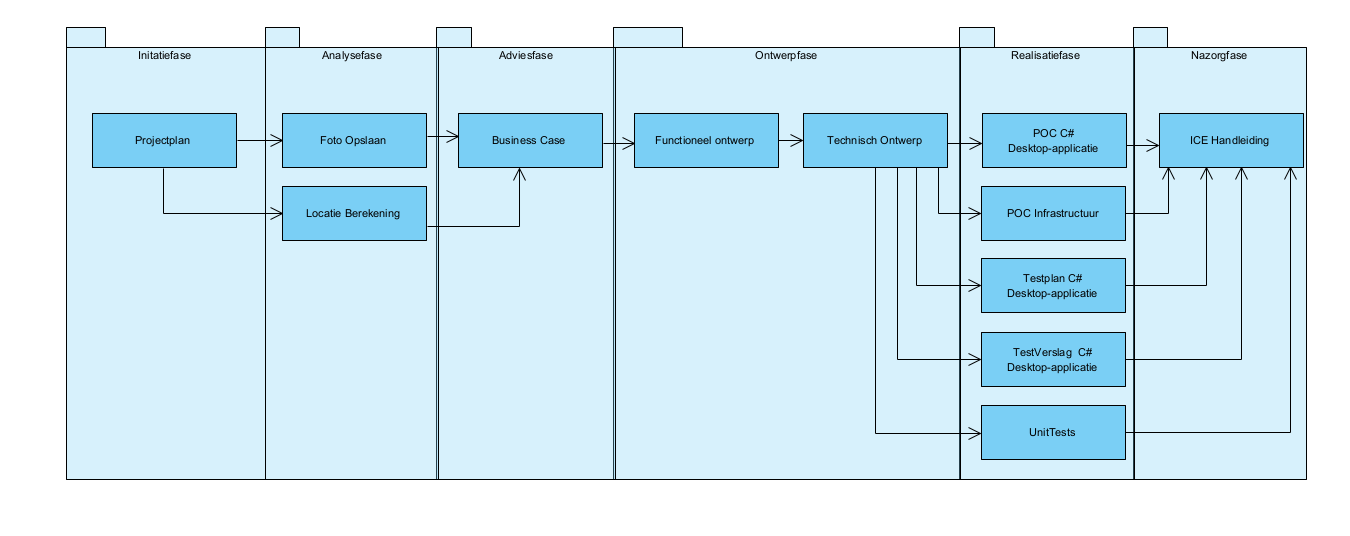 Initatiefase
Analysefase
Adviesfase
Ontwerpfase
Realisatiefase
Nazorgfase
Projectplan
Foto Opslaan
Business Case
Functioneel ontwerp
Technisch Ontwerp
POC C#
Desktop-applicatie
ICE Handleiding
Locatie Berekening
POC Infrastructuur
Testplan C#
Desktop-applicatie
TestVerslag C#
Desktop-applicatie
UnitTests